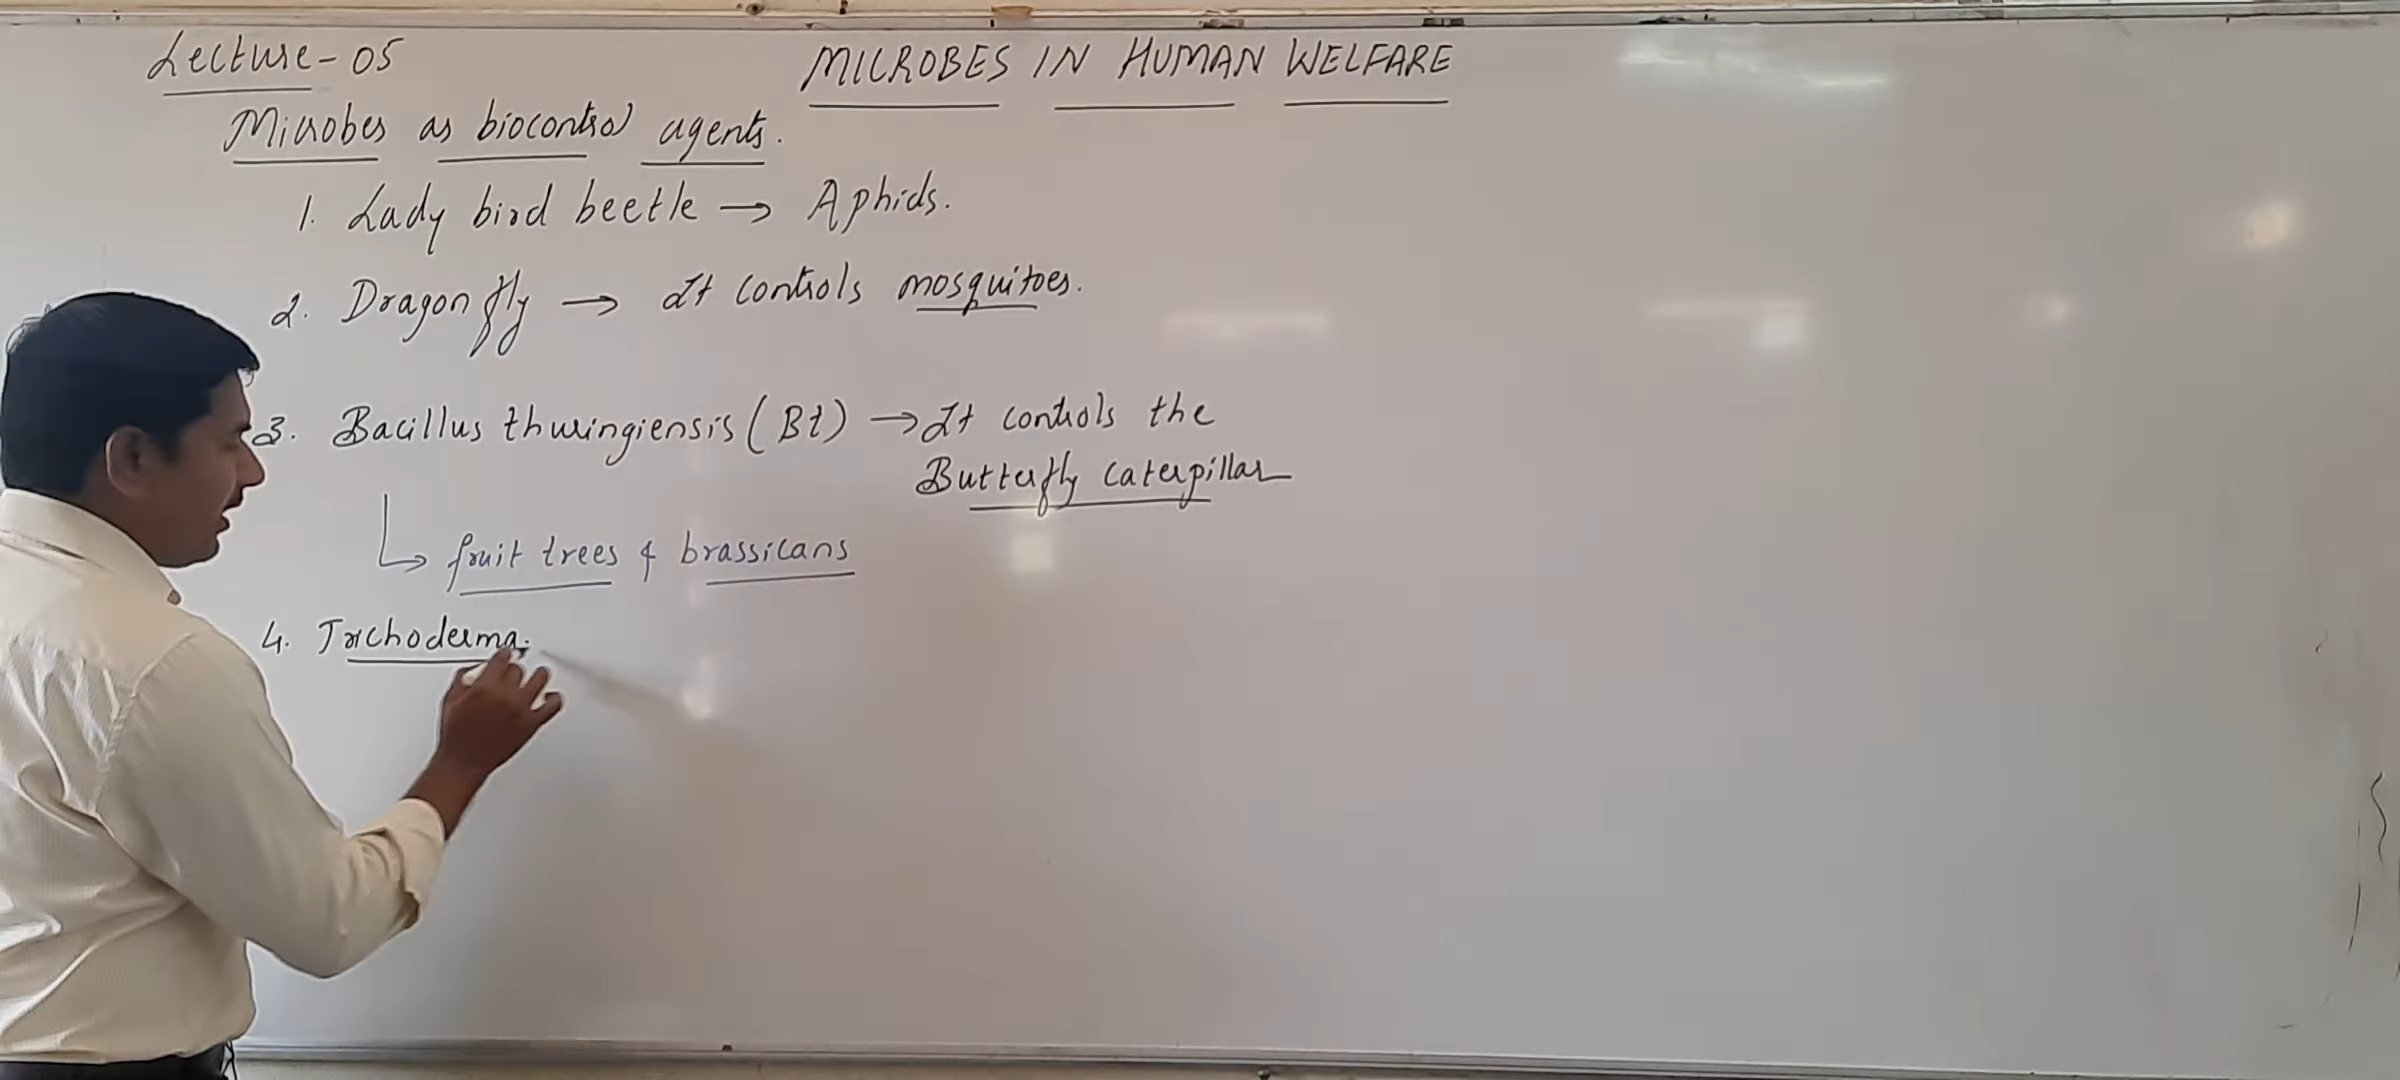 Lecture-05
MICROBES IN HUMAN WELFARE
Microbes as biocontrol agents.
1. Lady bird beetle → Aphids.
2. Dragon fly → It controls mosquitoes.
3. Bacillus thuringiensis (Bt) → It controls the
Butterfly caterpillar
↳ fruit trees & brassicans
4. Trichoderma.